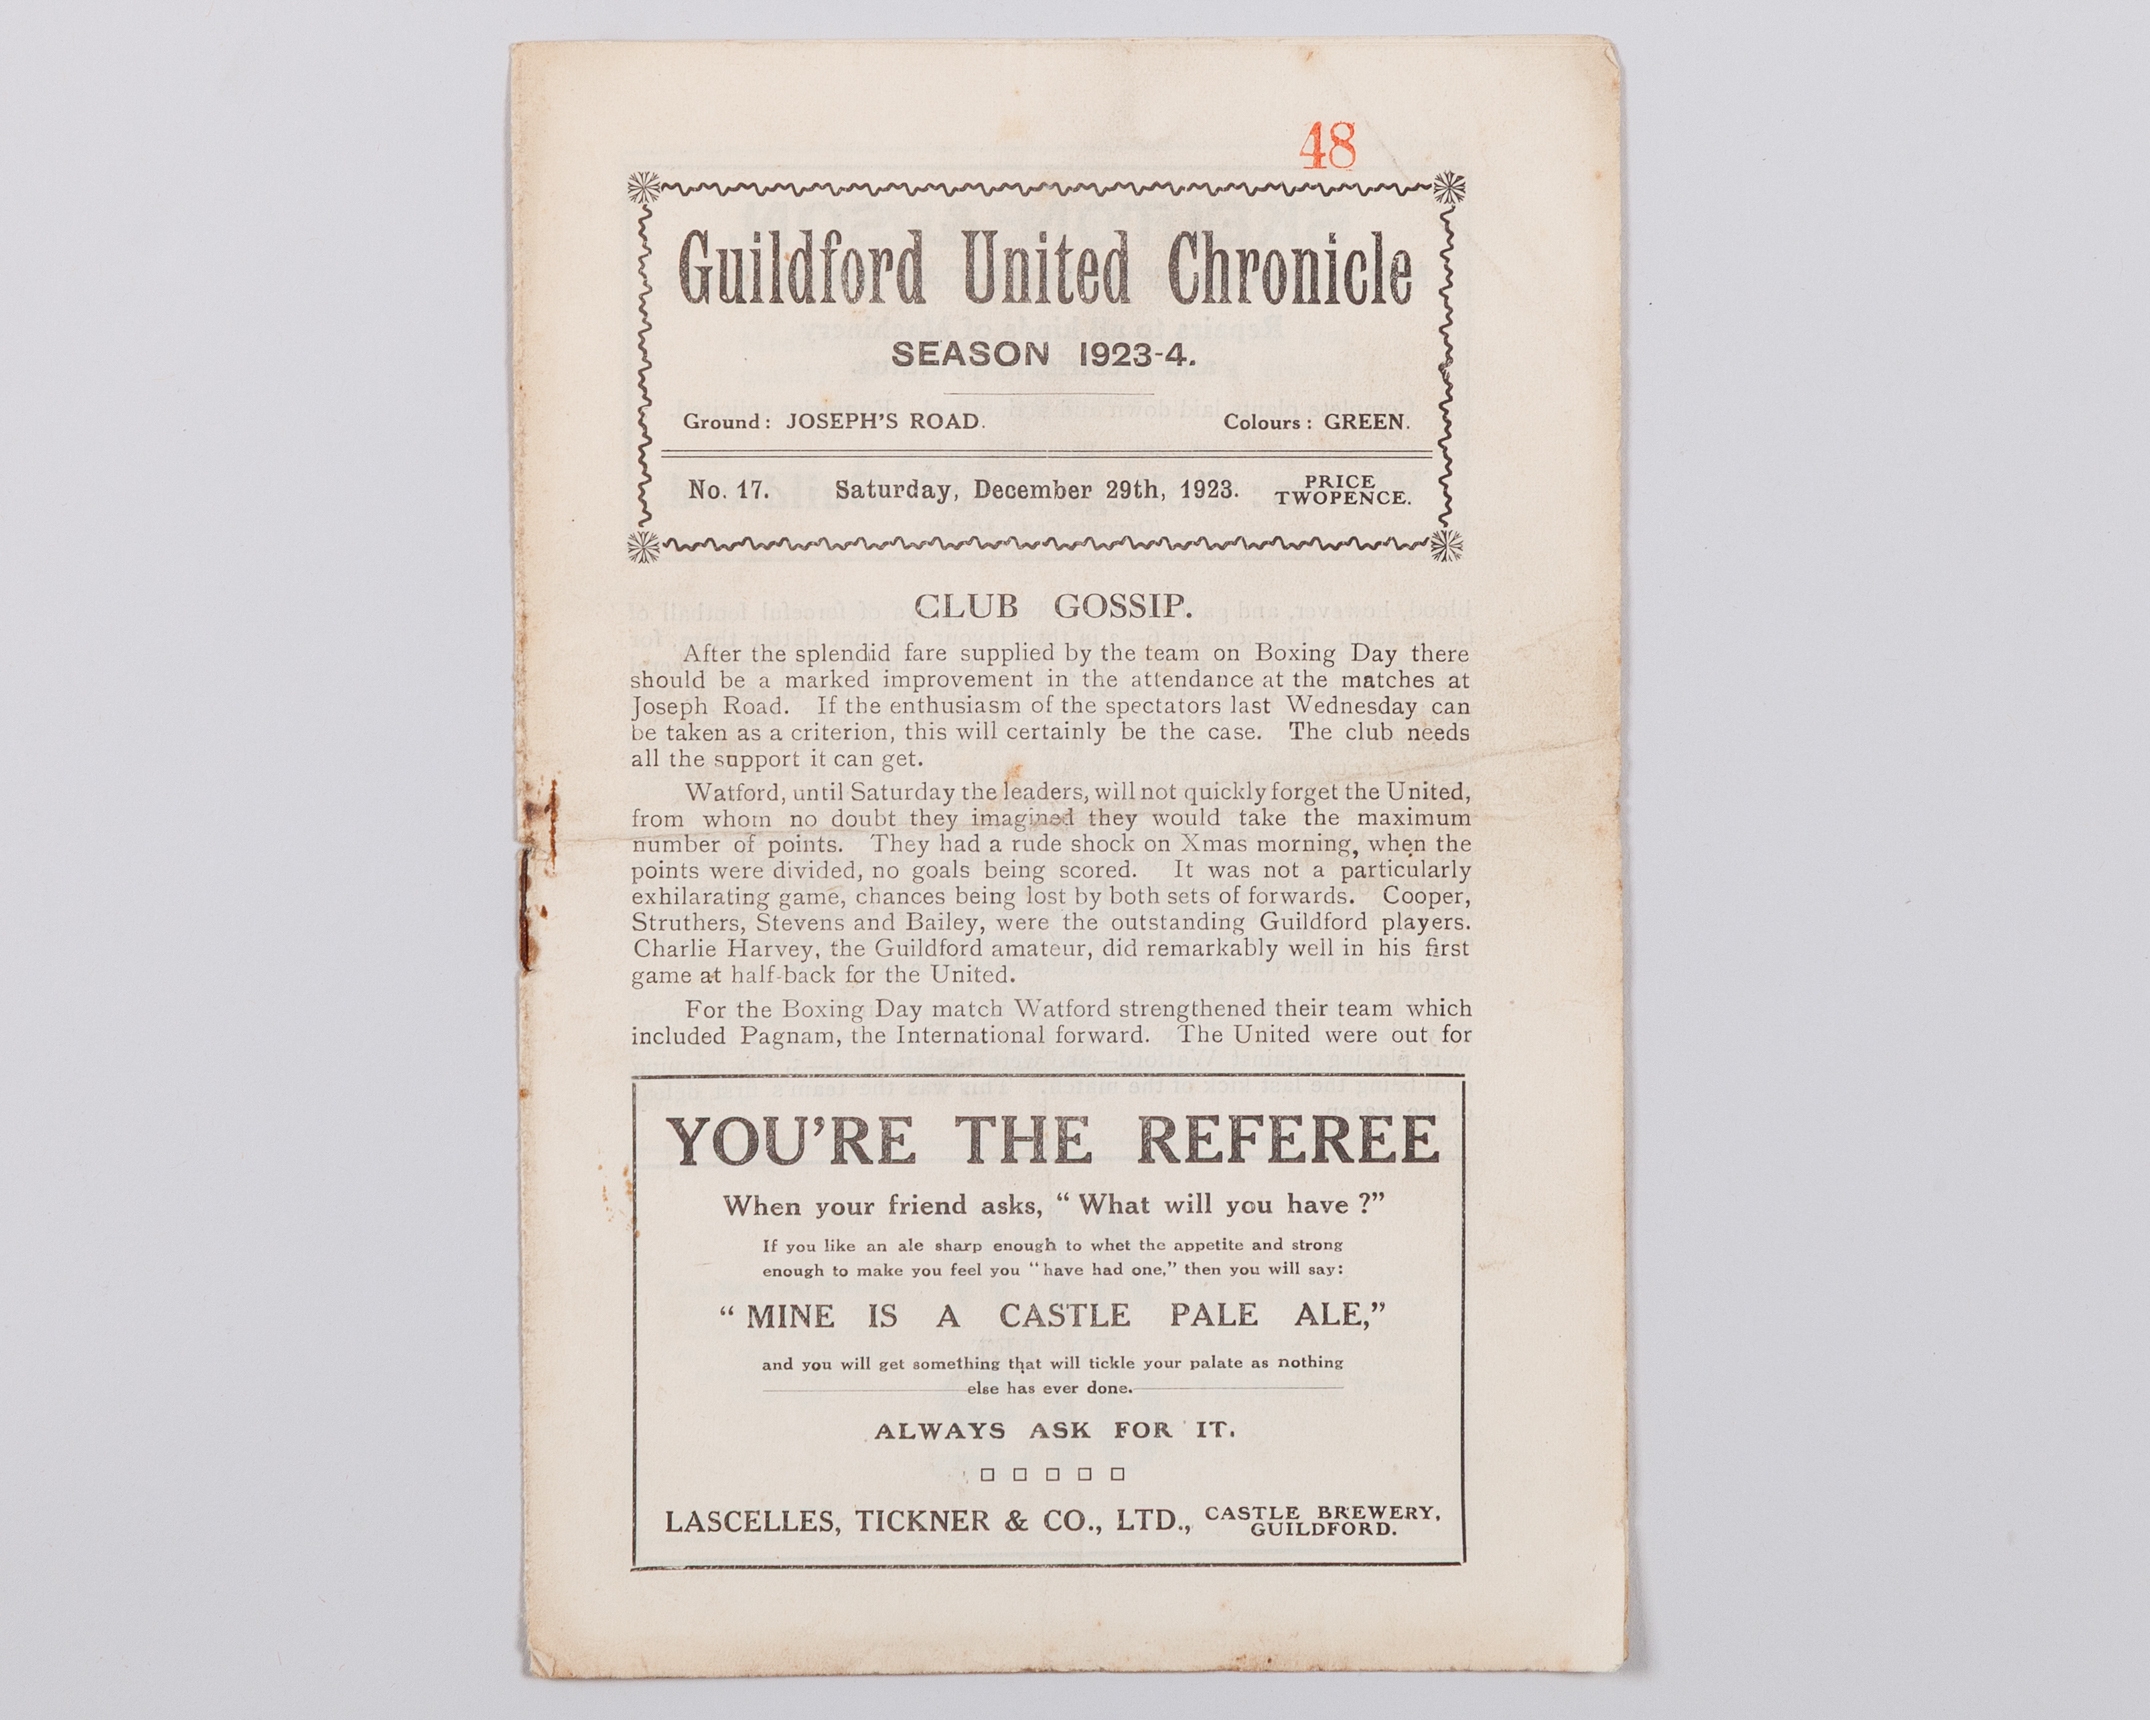 48
Guildford United Chronicle
SEASON 1923-4.
Ground: JOSEPH'S ROAD. Colours: GREEN.
No. 17. Saturday, December 29th, 1923. PRICE TWOPENCE.
CLUB GOSSIP.
After the splendid fare supplied by the team on Boxing Day there
should be a marked improvement in the attendance at the matches at
Joseph Road. If the enthusiasm of the spectators last Wednesday can
be taken as a criterion, this will certainly be the case. The club needs
all the support it can get.
Watford, until Saturday the leaders, will not quickly forget the United,
from whom no doubt they imagined they would take the maximum
number of points. They had a rude shock on Xmas morning, when the
points were divided, no goals being scored. It was not a particularly
exhilarating game, chances being lost by both sets of forwards. Cooper,
Struthers, Stevens and Bailey, were the outstanding Guildford players.
Charlie Harvey, the Guildford amateur, did remarkably well in his first
game at half-back for the United.
For the Boxing Day match Watford strengthened their team which
included Pagnam, the International forward. The United were out for
YOU'RE THE REFEREE
When your friend asks, "What will you have?"
If you like an ale sharp enough to whet the appetite and strong
enough to make you feel you "have had one," then you will say:
"MINE IS A CASTLE PALE ALE,"
and you will get something that will tickle your palate as nothing
else has ever done.
ALWAYS ASK FOR IT.
LASCELLES, TICKNER & CO., LTD., CASTLE BREWERY, GUILDFORD.